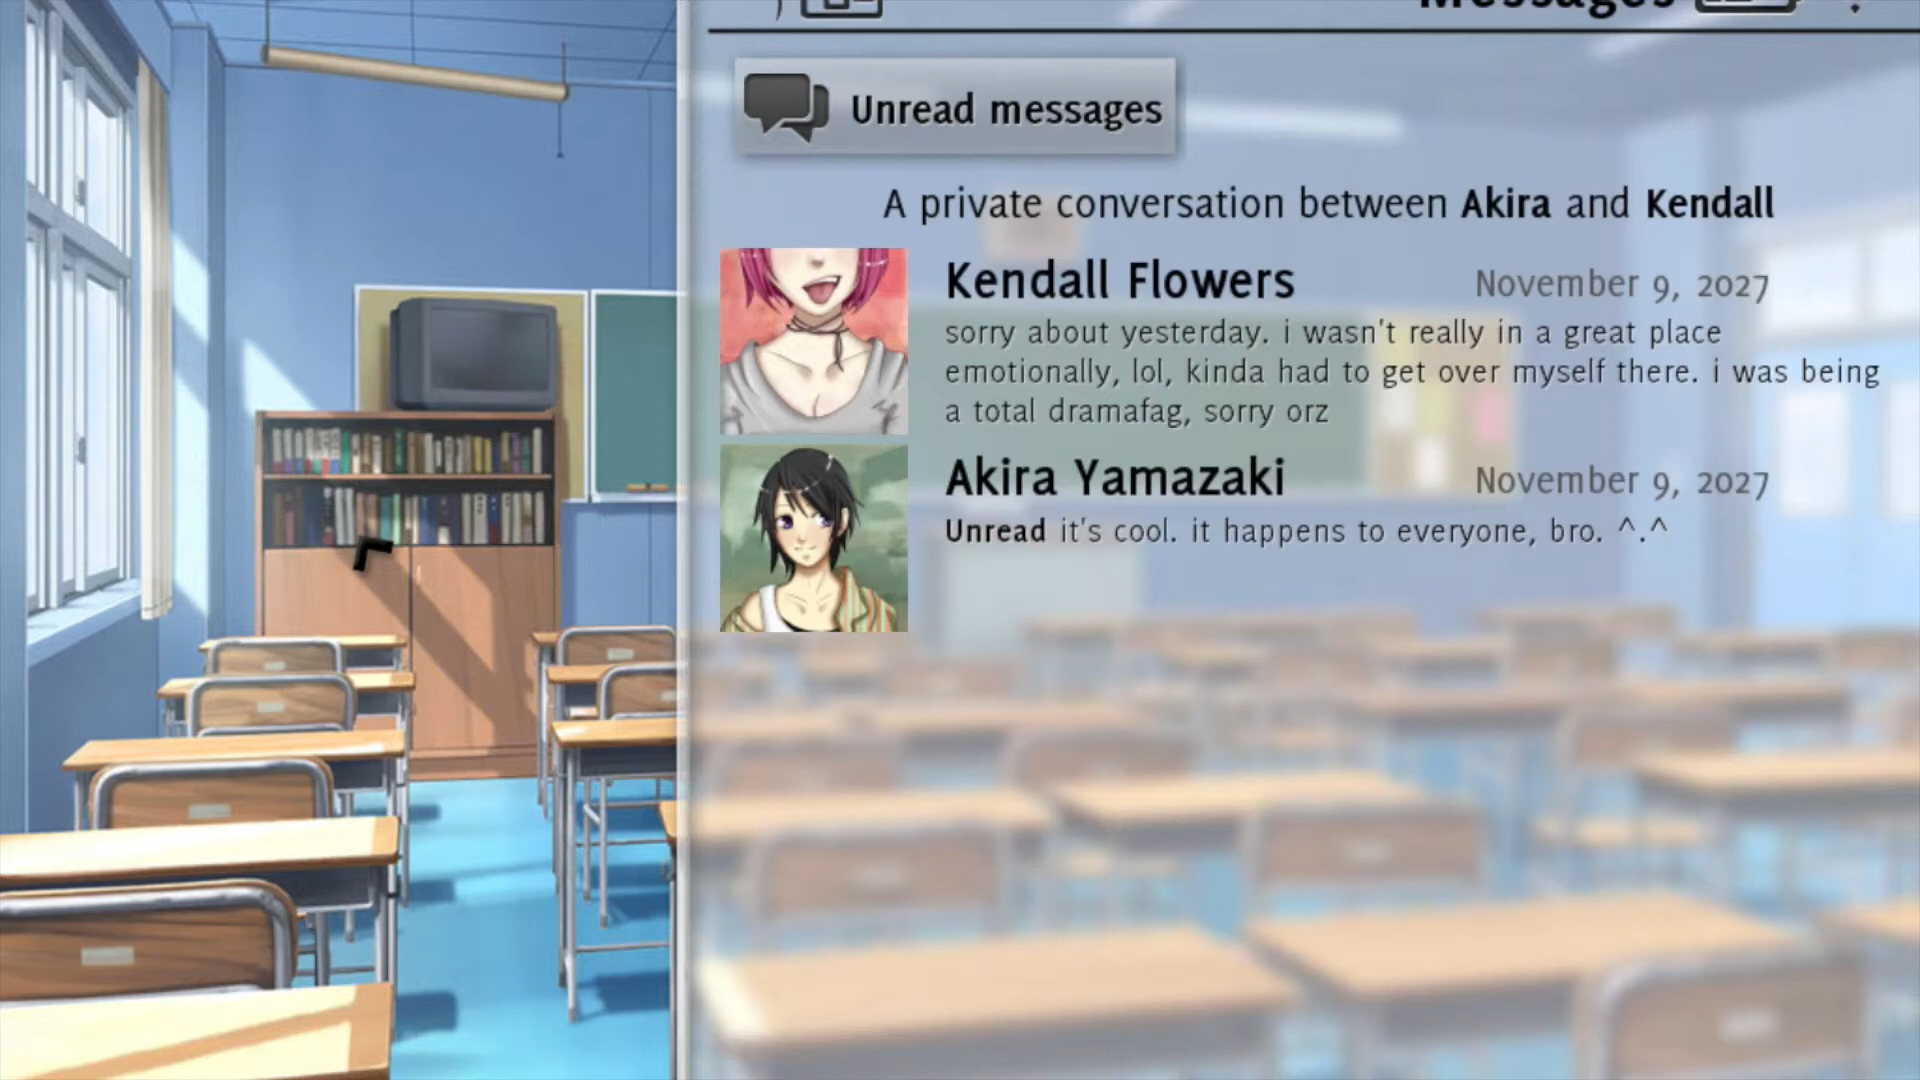 Messages
Unread messages
A private conversation between Akira and Kendall
Kendall Flowers
November 9, 2027
sorry about yesterday. i wasn't really in a great place
emotionally, lol, kinda had to get over myself there. i was being
a total dramafag, sorry orz
Akira Yamazaki
November 9, 2027
Unread it's cool. it happens to everyone, bro. ^.^